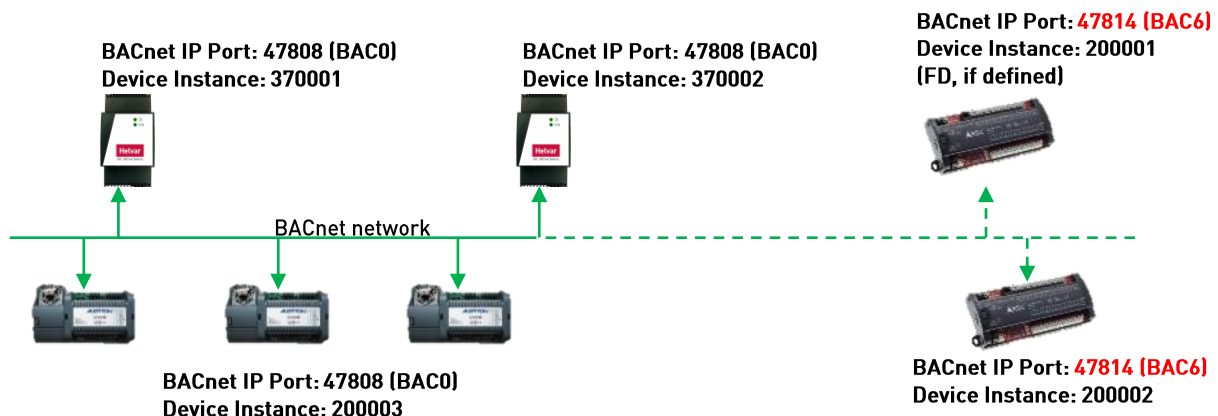 BACnet IP Port: 47808 (BAC0)
Device Instance: 370001
BACnet IP Port: 47808 (BAC0)
Device Instance: 370002
BACnet IP Port: 47814 (BAC6)
Device Instance: 200001
(FD, if defined)
Helvar
Helvar
BACnet network
BACnet IP Port: 47808 (BAC0)
Device Instance: 200003
BACnet IP Port: 47814 (BAC6)
Device Instance: 200002